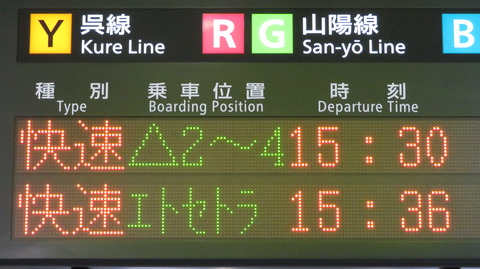 Y 呉線 R G 山陽線 B
Kure Line San-yō Line
種別 乗車位置 時刻
Type Boarding Position Departure Time
快速 △2〜4 15:30
快速 エトセトラ 15:36